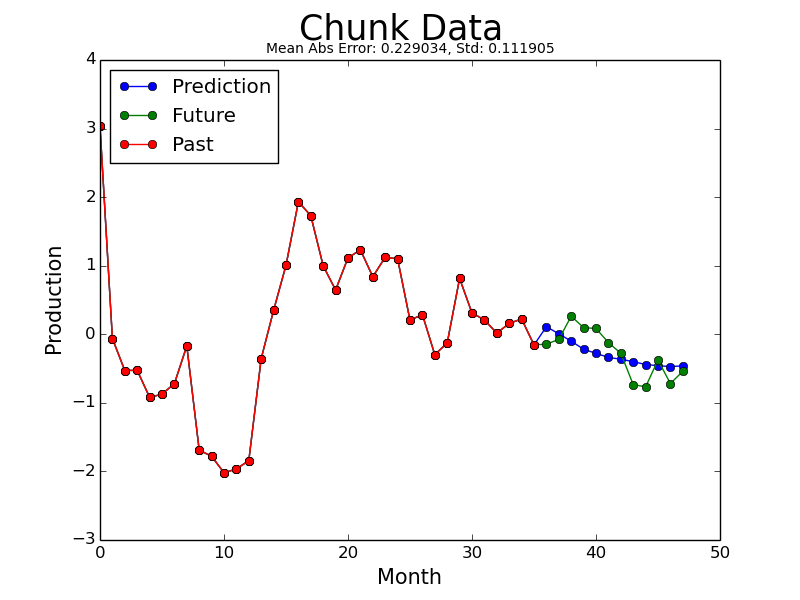 Chunk Data
Mean Abs Error: 0.229034, Std: 0.111905
4
3
2
1
0
−1
−2
−3
Production
Prediction
Future
Past
0 10 20 30 40 50
Month